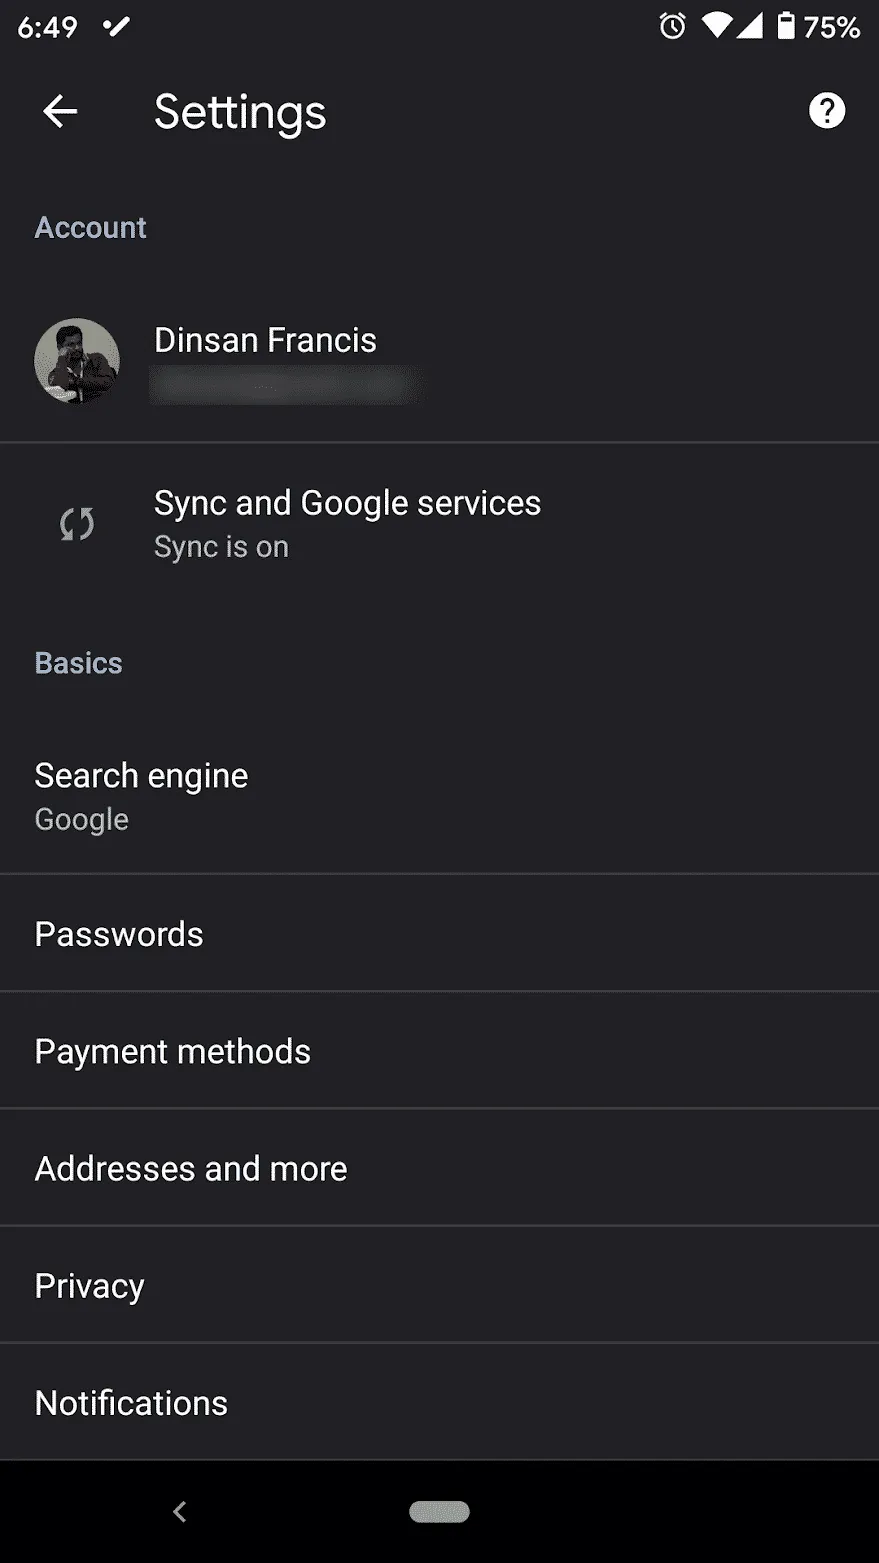 6:49 75%
Settings
Account
Dinsan Francis
Sync and Google services
Sync is on
Basics
Search engine
Google
Passwords
Payment methods
Addresses and more
Privacy
Notifications